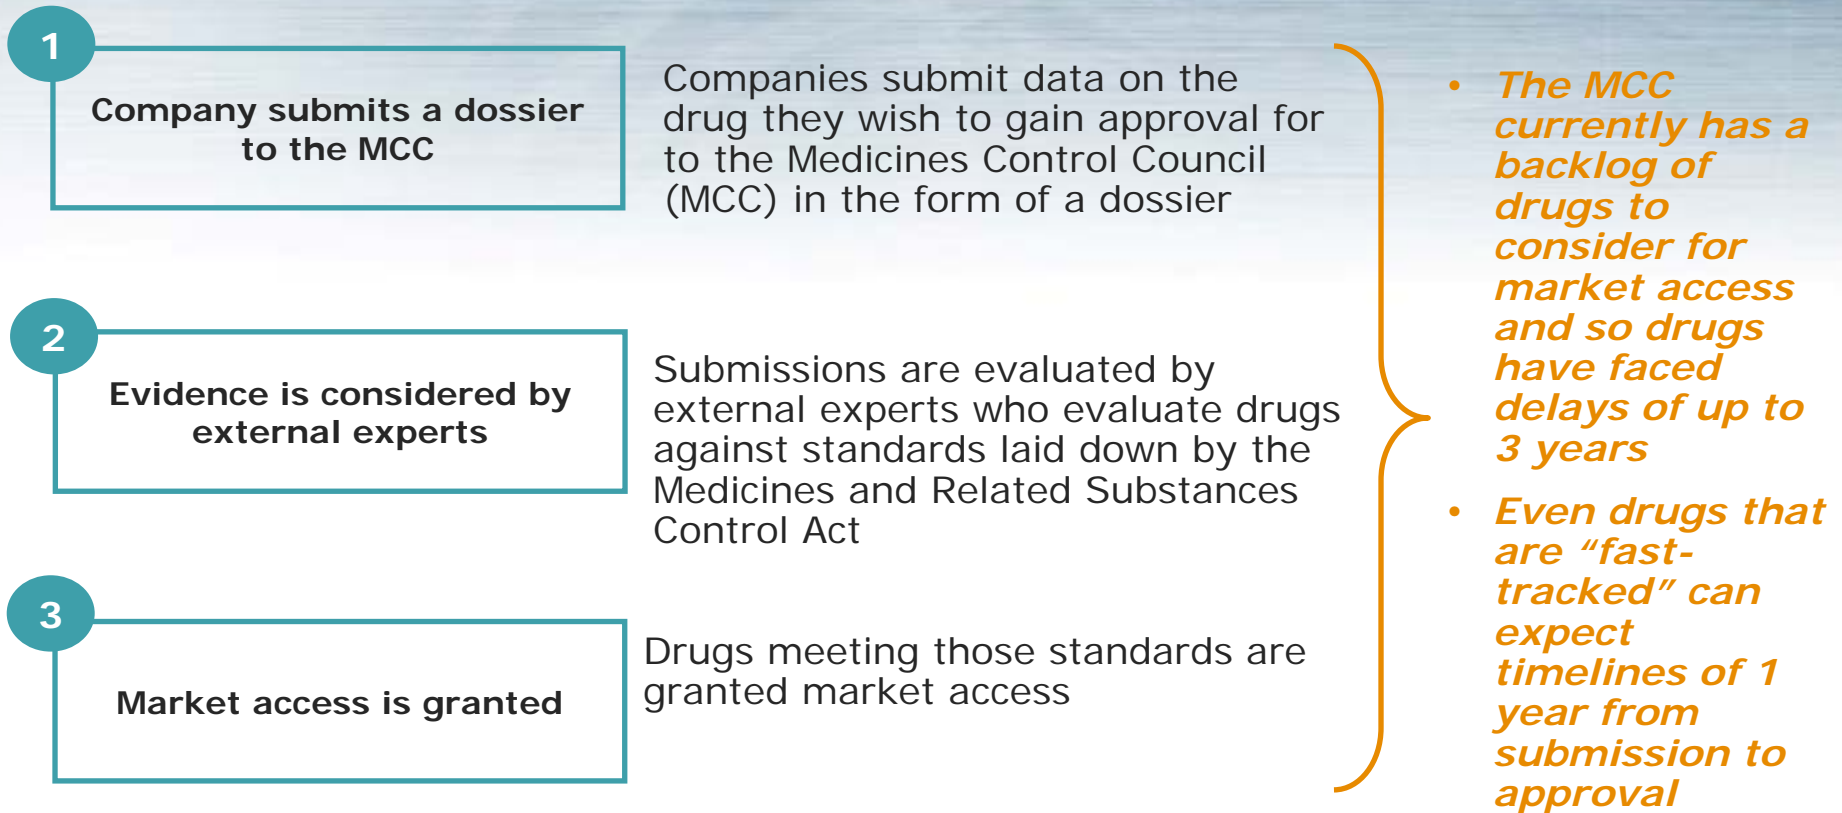 1
Company submits a dossier
to the MCC
Companies submit data on the
drug they wish to gain approval for
to the Medicines Control Council
(MCC) in the form of a dossier
2
Evidence is considered by
external experts
Submissions are evaluated by
external experts who evaluate drugs
against standards laid down by the
Medicines and Related Substances
Control Act
3
Market access is granted
Drugs meeting those standards are
granted market access
• The MCC
currently has a
backlog of
drugs to
consider for
market access
and so drugs
have faced
delays of up to
3 years
• Even drugs that
are “fast-
tracked” can
expect
timelines of 1
year from
submission to
approval